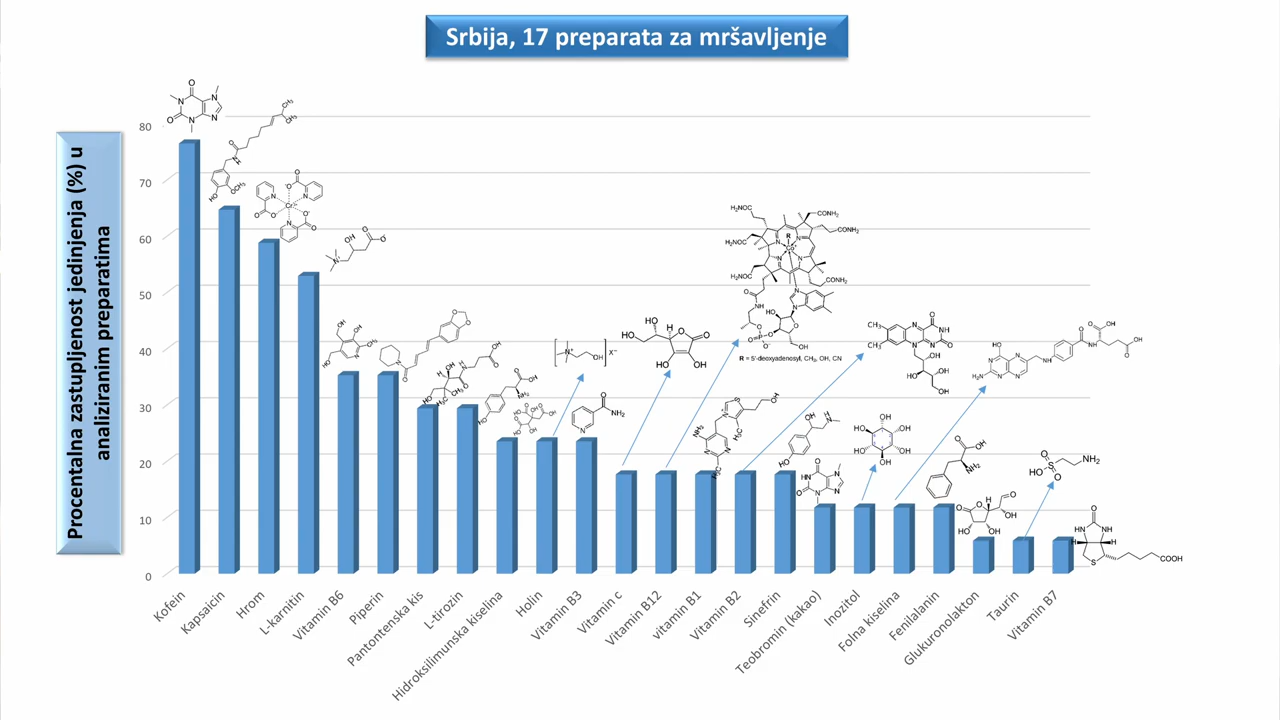 Srbija, 17 preparata za mršavljenje
Procentalna zastupljenost jedinjenja (%) u
analiziranim preparatima
80
70
60
50
40
30
20
10
0
Kofein
Kapsaicin
Hrom
L-karnitin
Vitamin B6
Piperin
Pantontenska kis
L-tirozin
Hidroksilimunska kiselina
Holin
Vitamin B3
Vitamin c
Vitamin B12
vitamin B1
Vitamin B2
Sinefrin
Teobromin (kakao)
Inozitol
Folna kiselina
Fenilalanin
Glukuronolakton
Taurin
Vitamin B7
R = 5'-deoxyadenosyl, CH₃, OH, CN